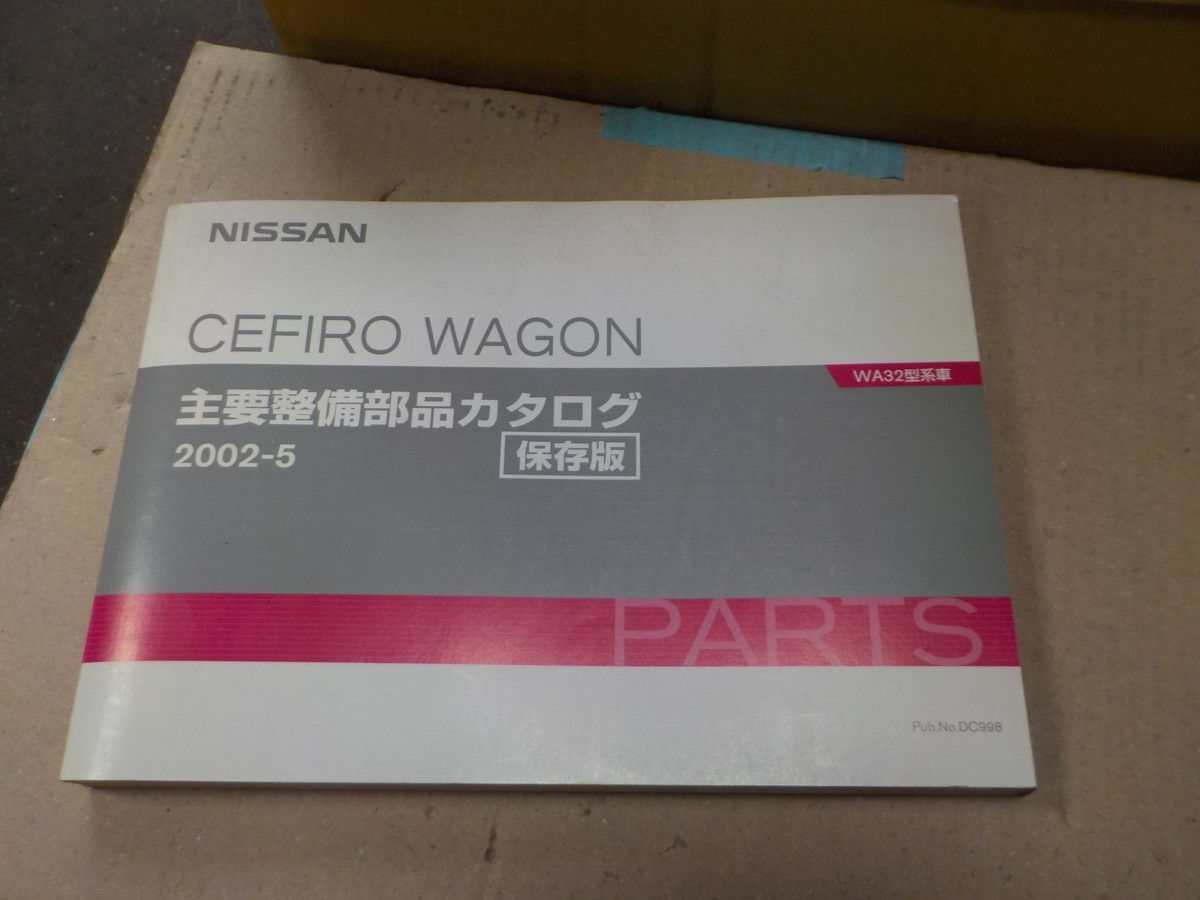 NISSAN
CEFIRO WAGON
WA32型系車
主要整備部品カタログ
2002-5
保存版
PARTS
Pub.No.DC998